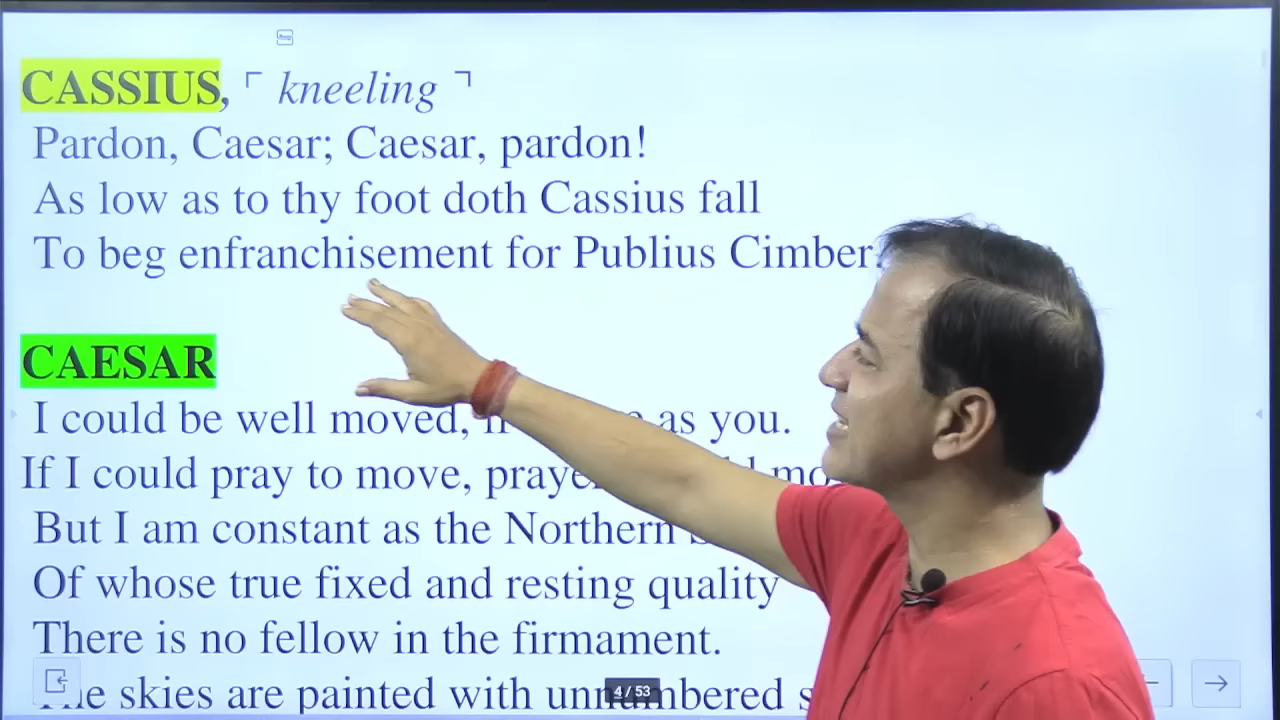 CASSIUS, ⌜ kneeling ⌝
Pardon, Caesar; Caesar, pardon!
As low as to thy foot doth Cassius fall
To beg enfranchisement for Publius Cimber.
CAESAR
I could be well moved, as you.
If I could pray to move,
But I am constant as the Northern
Of whose true fixed and resting quality
There is no fellow in the firmament.
skies are painted with unnumbered
4 / 53